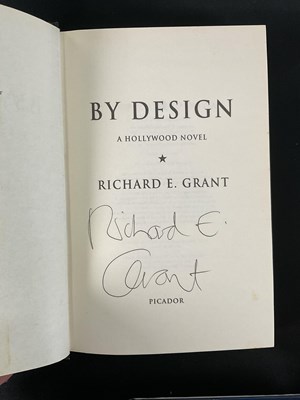 BY DESIGN
A HOLLYWOOD NOVEL
RICHARD E. GRANT
Richard E.
Grant
PICADOR